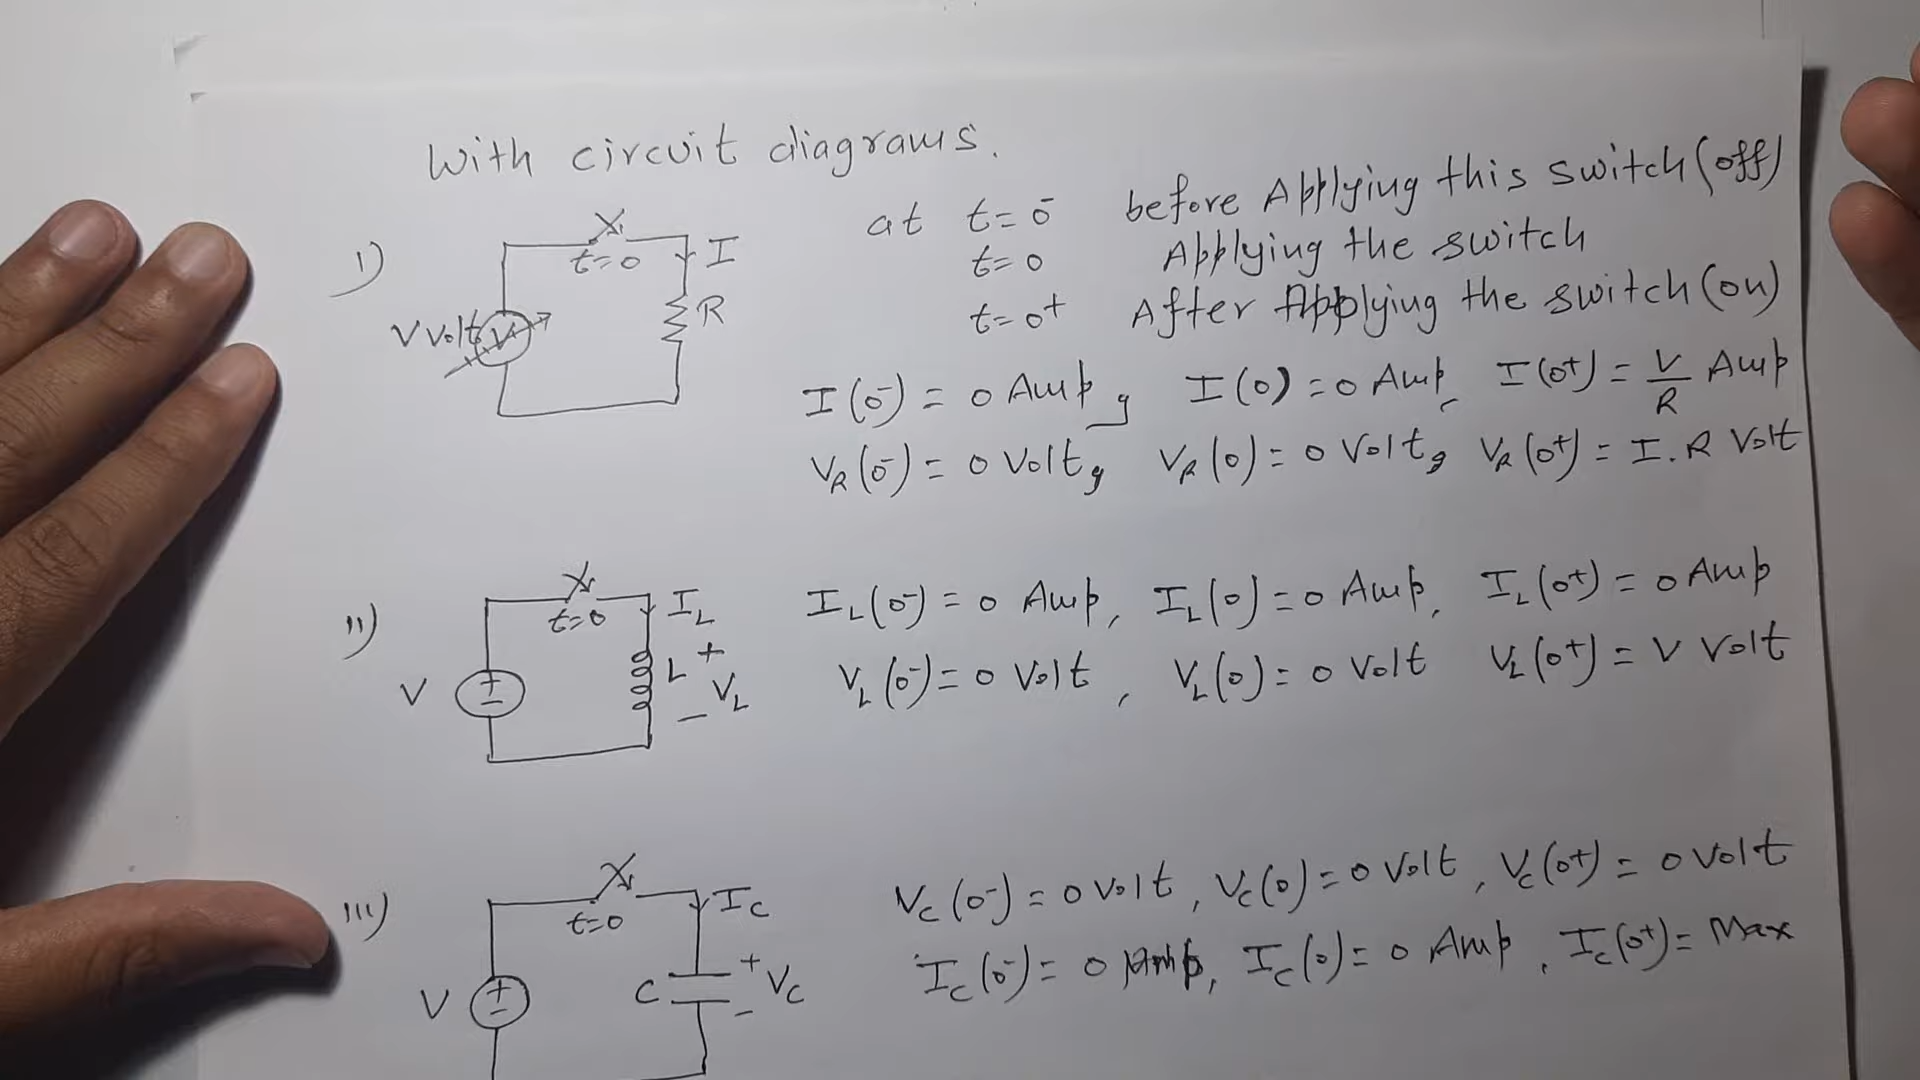 With circuit diagrams.
at t=0⁻ before Applying this switch (off)
t=0 Applying the switch
t=0⁺ After Applying the switch (on)
I) t=0 I
R
V Volt V
I(0⁻) = 0 Amp, I(0) = 0 Amp, I(0⁺) = V/R Amp
V_R(0⁻) = 0 Volt, V_R(0) = 0 Volt, V_R(0⁺) = I.R Volt
II) t=0 I_L
V + - L + V_L -
I_L(0⁻) = 0 Amp, I_L(0) = 0 Amp, I_L(0⁺) = 0 Amp
V_L(0⁻) = 0 Volt, V_L(0) = 0 Volt V_L(0⁺) = V Volt
III) t=0 I_C
V + - C + V_C -
V_C(0⁻) = 0 Volt, V_C(0) = 0 Volt, V_C(0⁺) = 0 Volt
I_C(0⁻) = 0 Amp, I_C(0) = 0 Amp, I_C(0⁺) = Max